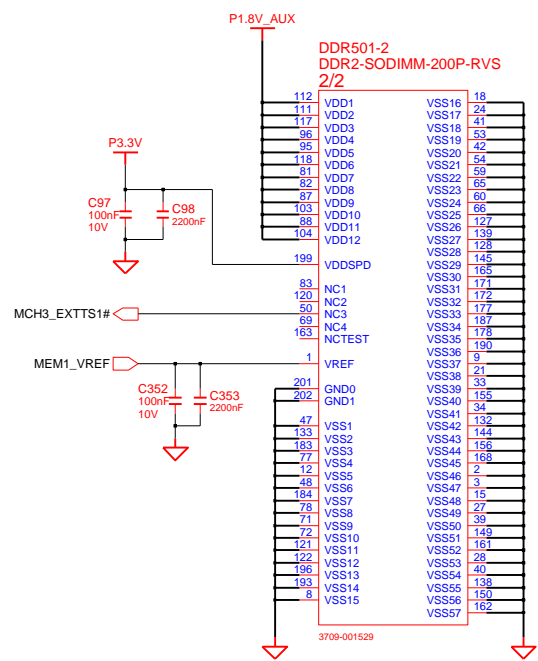 P1.8V_AUX
DDR501-2
DDR2-SODIMM-200P-RVS
2/2
112 VDD1 VSS16 18
111 VDD2 VSS17 24
117 VDD3 VSS18 41
96 VDD4 VSS19 53
95 VDD5 VSS20 42
118 VDD6 VSS21 54
81 VDD7 VSS22 59
82 VDD8 VSS23 65
87 VDD9 VSS24 60
103 VDD10 VSS25 66
88 VDD11 VSS26 127
104 VDD12 VSS27 139
VSS28 128
199 VDDSPD VSS29 145
VSS30 165
83 NC1 VSS31 171
120 NC2 VSS32 172
50 NC3 VSS33 177
69 NC4 VSS34 187
163 NCTEST VSS35 178
VSS36 190
1 VREF VSS37 9
VSS38 21
201 GND0 VSS39 33
202 GND1 VSS40 155
VSS41 34
47 VSS1 VSS42 132
133 VSS2 VSS43 144
183 VSS3 VSS44 156
77 VSS4 VSS45 168
12 VSS5 VSS46 2
48 VSS6 VSS47 3
184 VSS7 VSS48 15
78 VSS8 VSS49 27
71 VSS9 VSS50 39
72 VSS10 VSS51 149
121 VSS11 VSS52 161
122 VSS12 VSS53 28
196 VSS13 VSS54 40
193 VSS14 VSS55 138
8 VSS15 VSS56 150
VSS57 162
3709-001529
P3.3V
C97
100nF
10V
C98
2200nF
MCH3_EXTTS1#
MEM1_VREF
C352
100nF
10V
C353
2200nF